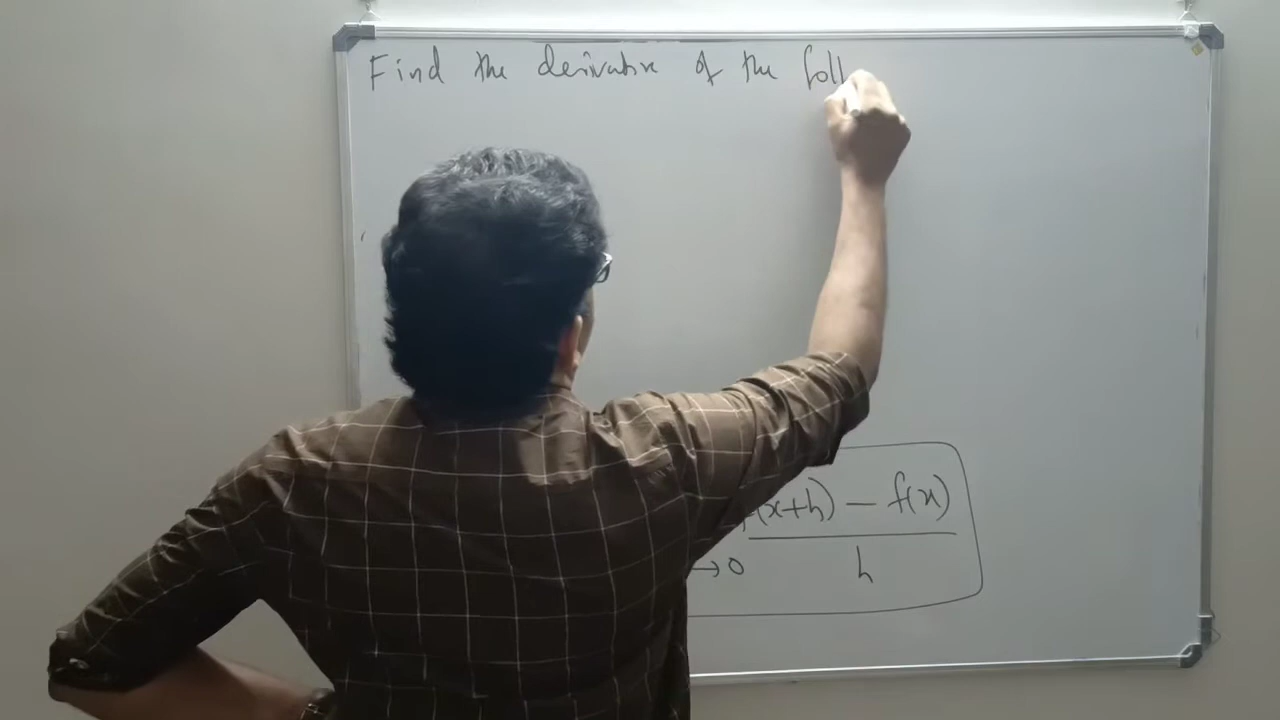 Find the derivative of the foll
(x+h) - f(x)
→0 h